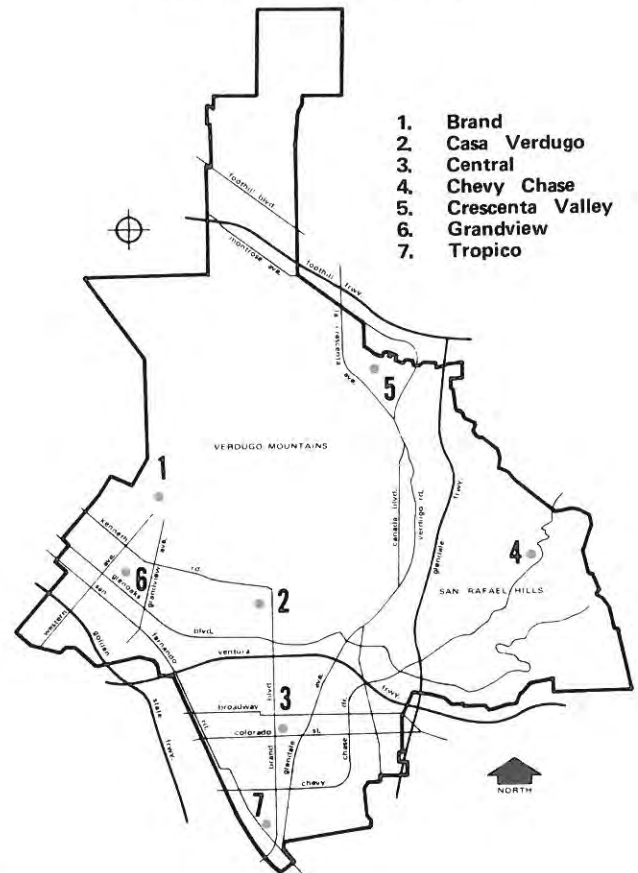 1. Brand
2. Casa Verdugo
3. Central
4. Chevy Chase
5. Crescenta Valley
6. Grandview
7. Tropico
foothill blvd.
montrose ave.
foothill frwy.
la crescenta ave.
5
VERDUGO MOUNTAINS
1
canada blvd.
verdugo rd.
glendale frwy.
4
SAN RAFAEL HILLS
kenneth rd.
6
western ave.
grandview ave.
glenoaks blvd.
2
san fernando rd.
golden state frwy.
ventura frwy.
3
broadway
colorado st.
brand blvd.
glendale ave.
chevy chase dr.
7
NORTH